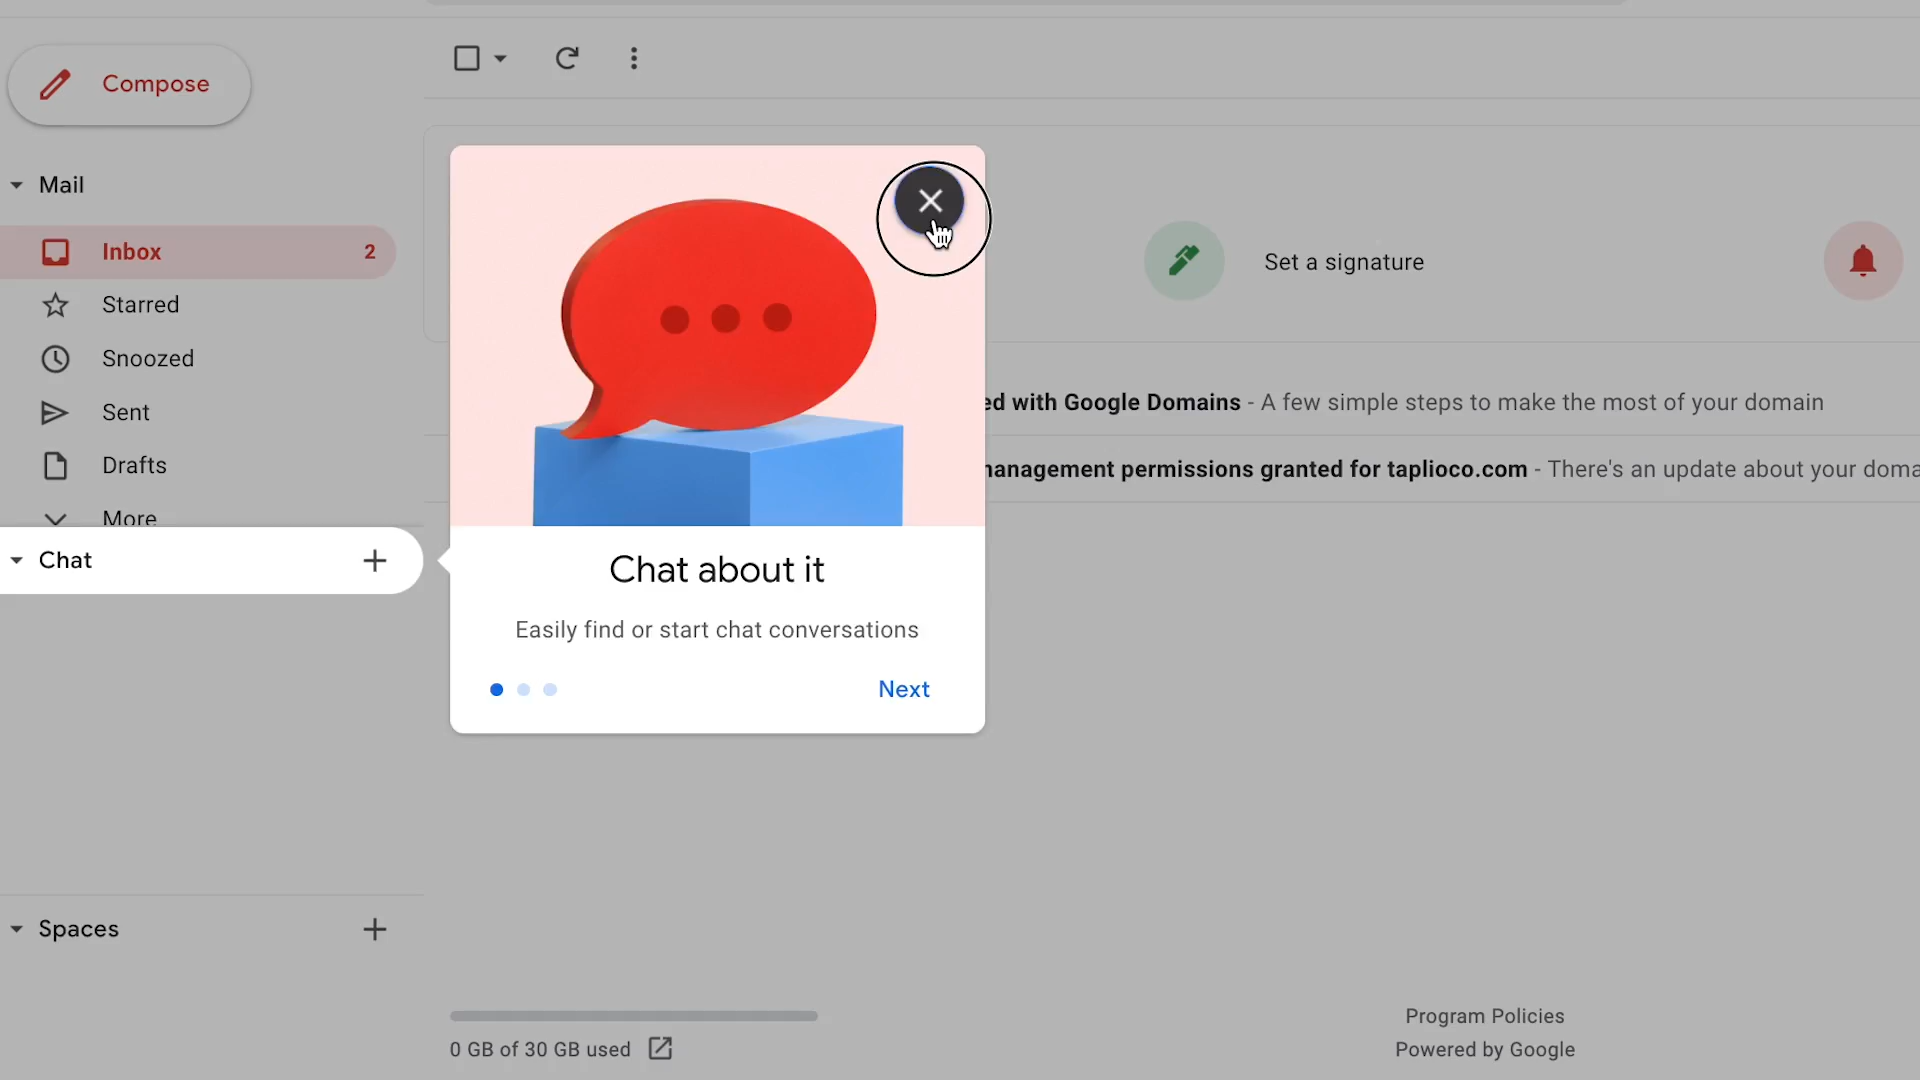 Compose
Mail
Inbox 2
Starred
Snoozed
Sent
Drafts
More
Chat
Spaces
Set a signature
with Google Domains - A few simple steps to make the most of your domain
permissions granted for taplioco.com - There's an update about your
Chat about it
Easily find or start chat conversations
Next
0 GB of 30 GB used
Program Policies
Powered by Google